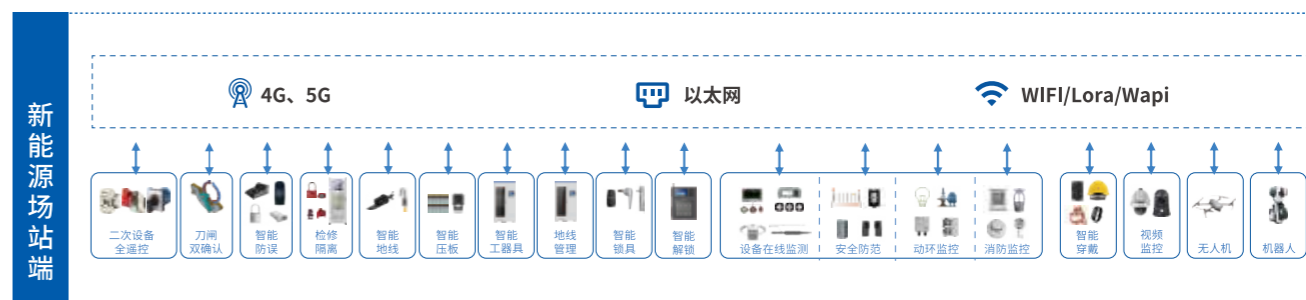 新能源场站端
4G、5G
以太网
WIFI/Lora/Wapi
二次设备
全遥控
刀闸
双确认
智能
防误
检修
隔离
智能
地线
智能
压板
智能
工器具
地线
管理
智能
锁具
智能
解锁
设备在线监测
安全防范
动环监控
消防监控
智能
穿戴
视频
监控
无人机
机器人